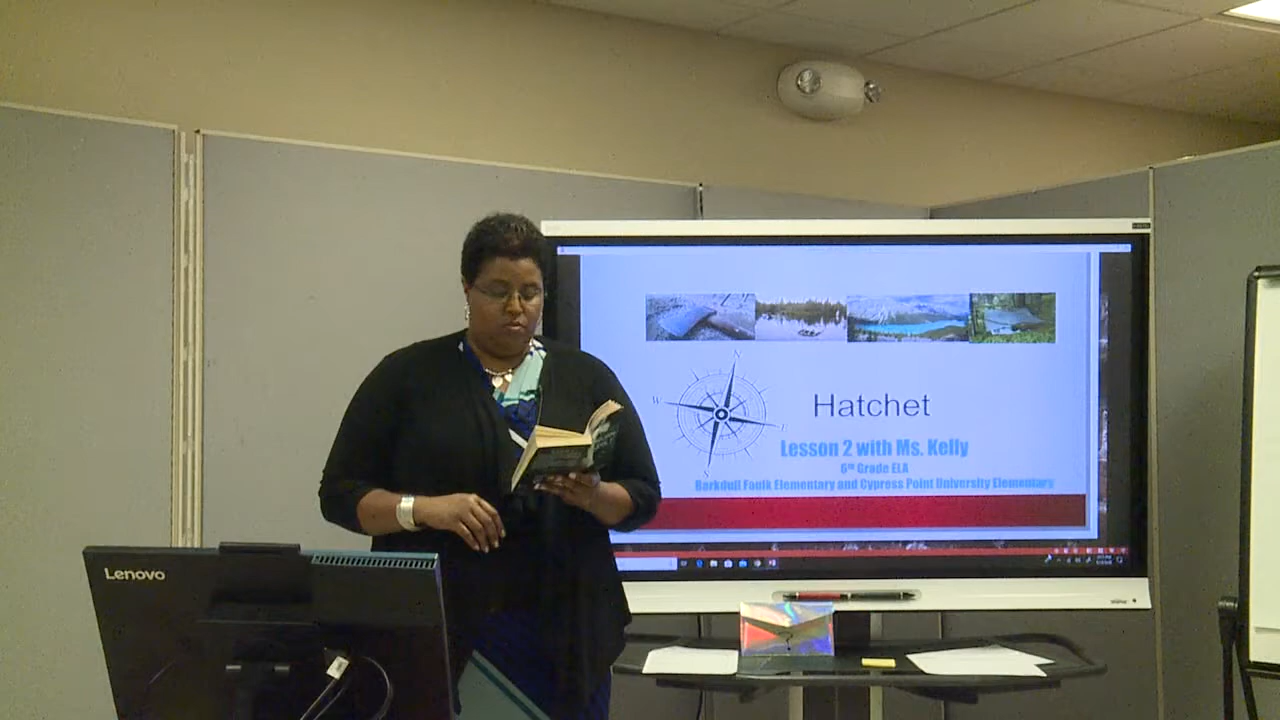 Hatchet
Lesson 2 with Ms. Kelly
6th Grade ELA
Barkdull Faulk Elementary and Cypress Point University Elementary
N
W
E
S
Lenovo